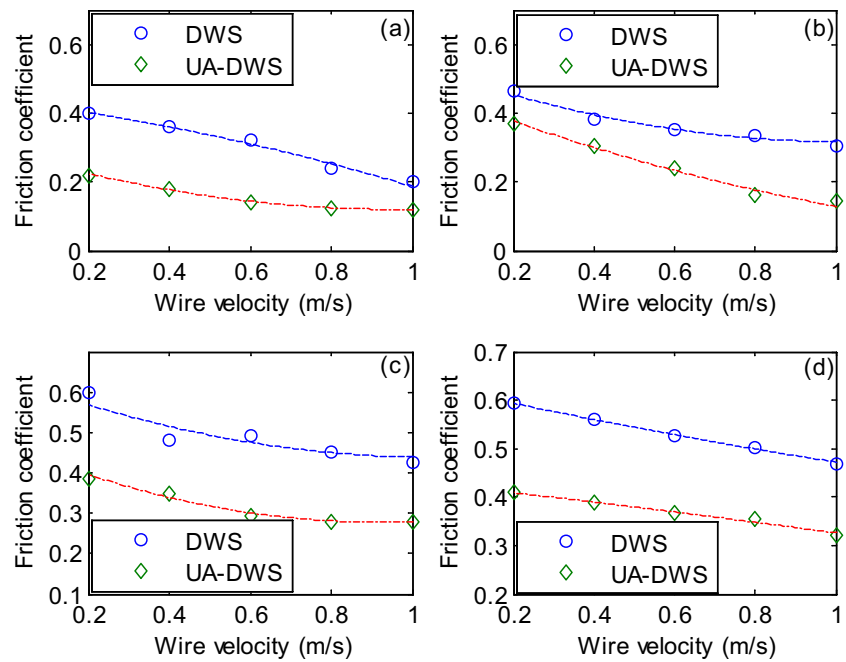 (a)
DWS
UA-DWS
0.6
0.4
0.2
0
Friction coefficient
0.2 0.4 0.6 0.8 1
Wire velocity (m/s)
(b)
DWS
UA-DWS
0.6
0.4
0.2
0
Friction coefficient
0.2 0.4 0.6 0.8 1
Wire velocity (m/s)
(c)
0.6
0.5
0.4
0.3
0.2
0.1
Friction coefficient
DWS
UA-DWS
0.2 0.4 0.6 0.8 1
Wire velocity (m/s)
(d)
0.7
0.6
0.5
0.4
0.3
0.2
Friction coefficient
DWS
UA-DWS
0.2 0.4 0.6 0.8 1
Wire velocity (m/s)